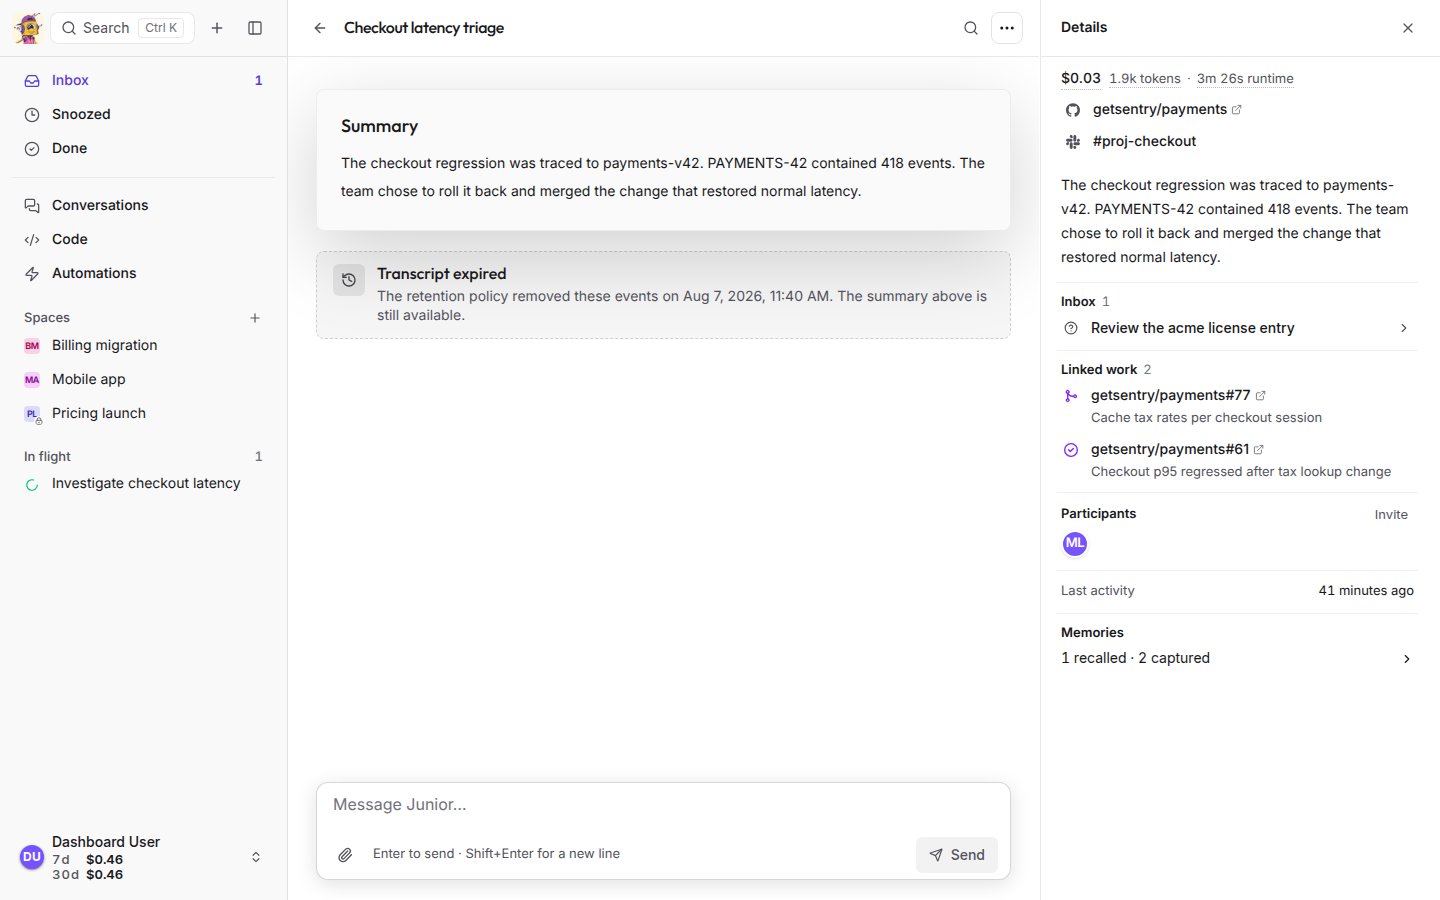 Search Ctrl K
Inbox 1
Snoozed
Done
Conversations
Code
Automations
Spaces
BM Billing migration
MA Mobile app
PL Pricing launch
In flight 1
Investigate checkout latency
DU Dashboard User
7d $0.46
30d $0.46
Checkout latency triage
Summary
The checkout regression was traced to payments-v42. PAYMENTS-42 contained 418 events. The
team chose to roll it back and merged the change that restored normal latency.
Transcript expired
The retention policy removed these events on Aug 7, 2026, 11:40 AM. The summary above is
still available.
Message Junior...
Enter to send · Shift+Enter for a new line
Send
Details
$0.03 1.9k tokens · 3m 26s runtime
getsentry/payments
#proj-checkout
The checkout regression was traced to payments-
v42. PAYMENTS-42 contained 418 events. The team
chose to roll it back and merged the change that
restored normal latency.
Inbox 1
Review the acme license entry
Linked work 2
getsentry/payments#77
Cache tax rates per checkout session
getsentry/payments#61
Checkout p95 regressed after tax lookup change
Participants Invite
ML
Last activity 41 minutes ago
Memories
1 recalled · 2 captured